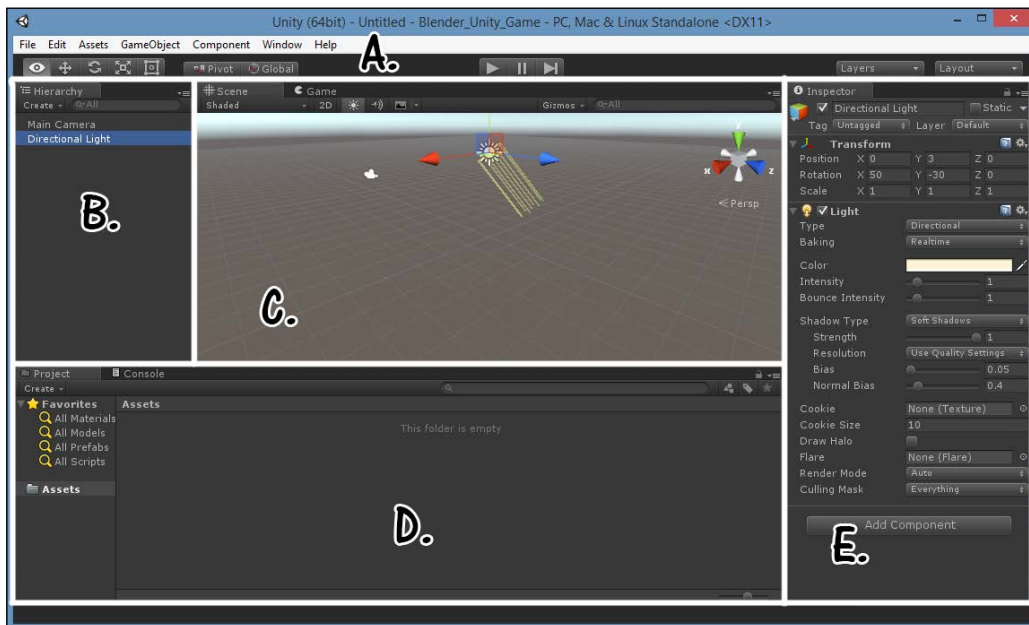 Unity (64bit) - Untitled - Blender_Unity_Game - PC, Mac & Linux Standalone <DX11>
File Edit Assets GameObject Component Window Help
A.
Pivot Global Layers Layout
Hierarchy
Create All
Main Camera
Directional Light
B.
Scene Game
Shaded 2D Gizmos All
y
x z
Persp
C.
Project Console
Create
Favorites
All Materials
All Models
All Prefabs
All Scripts
Assets
Assets
This folder is empty
D.
Inspector
Directional Light Static
Tag Untagged Layer Default
Transform
Position X 0 Y 3 Z 0
Rotation X 50 Y -30 Z 0
Scale X 1 Y 1 Z 1
Light
Type Directional
Baking Realtime
Color
Intensity 1
Bounce Intensity 1
Shadow Type Soft Shadows
Strength 1
Resolution Use Quality Settings
Bias 0.05
Normal Bias 0.4
Cookie None (Texture)
Cookie Size 10
Draw Halo
Flare None (Flare)
Render Mode Auto
Culling Mask Everything
Add Component
E.